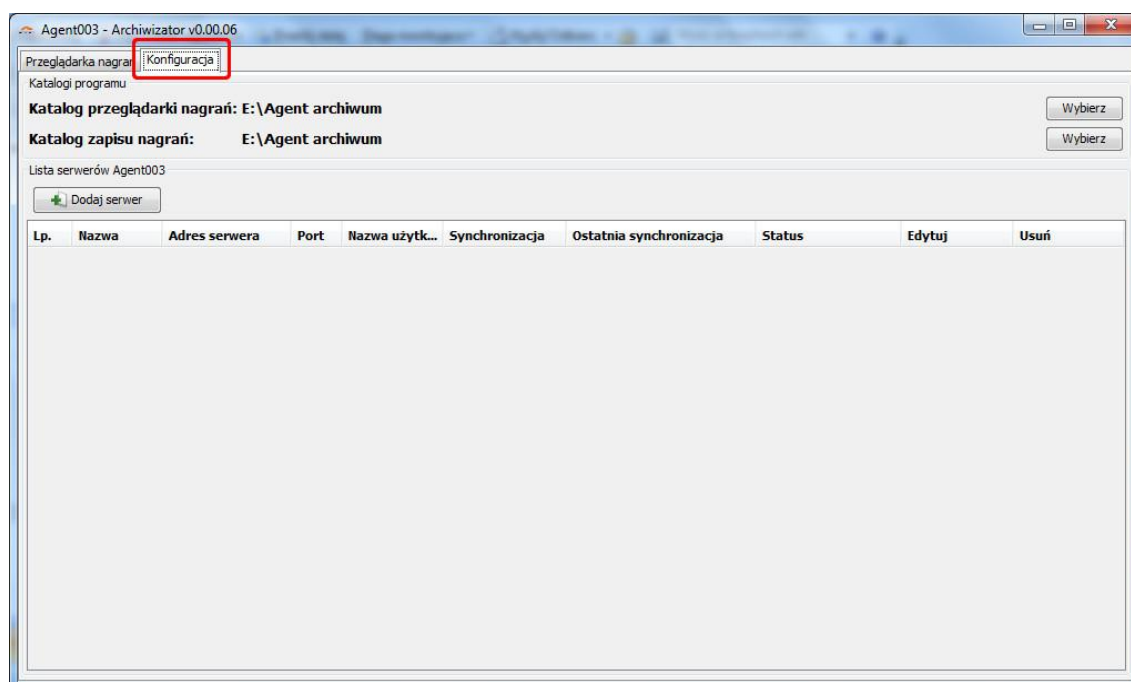 Agent003 - Archiwizator v0.00.06
Przeglądarka nagrań Konfiguracja
Katalogi programu
Katalog przeglądarki nagrań: E:\Agent archiwum Wybierz
Katalog zapisu nagrań: E:\Agent archiwum Wybierz
Lista serwerów Agent003
Dodaj serwer
Lp. Nazwa Adres serwera Port Nazwa użytk... Synchronizacja Ostatnia synchronizacja Status Edytuj Usuń